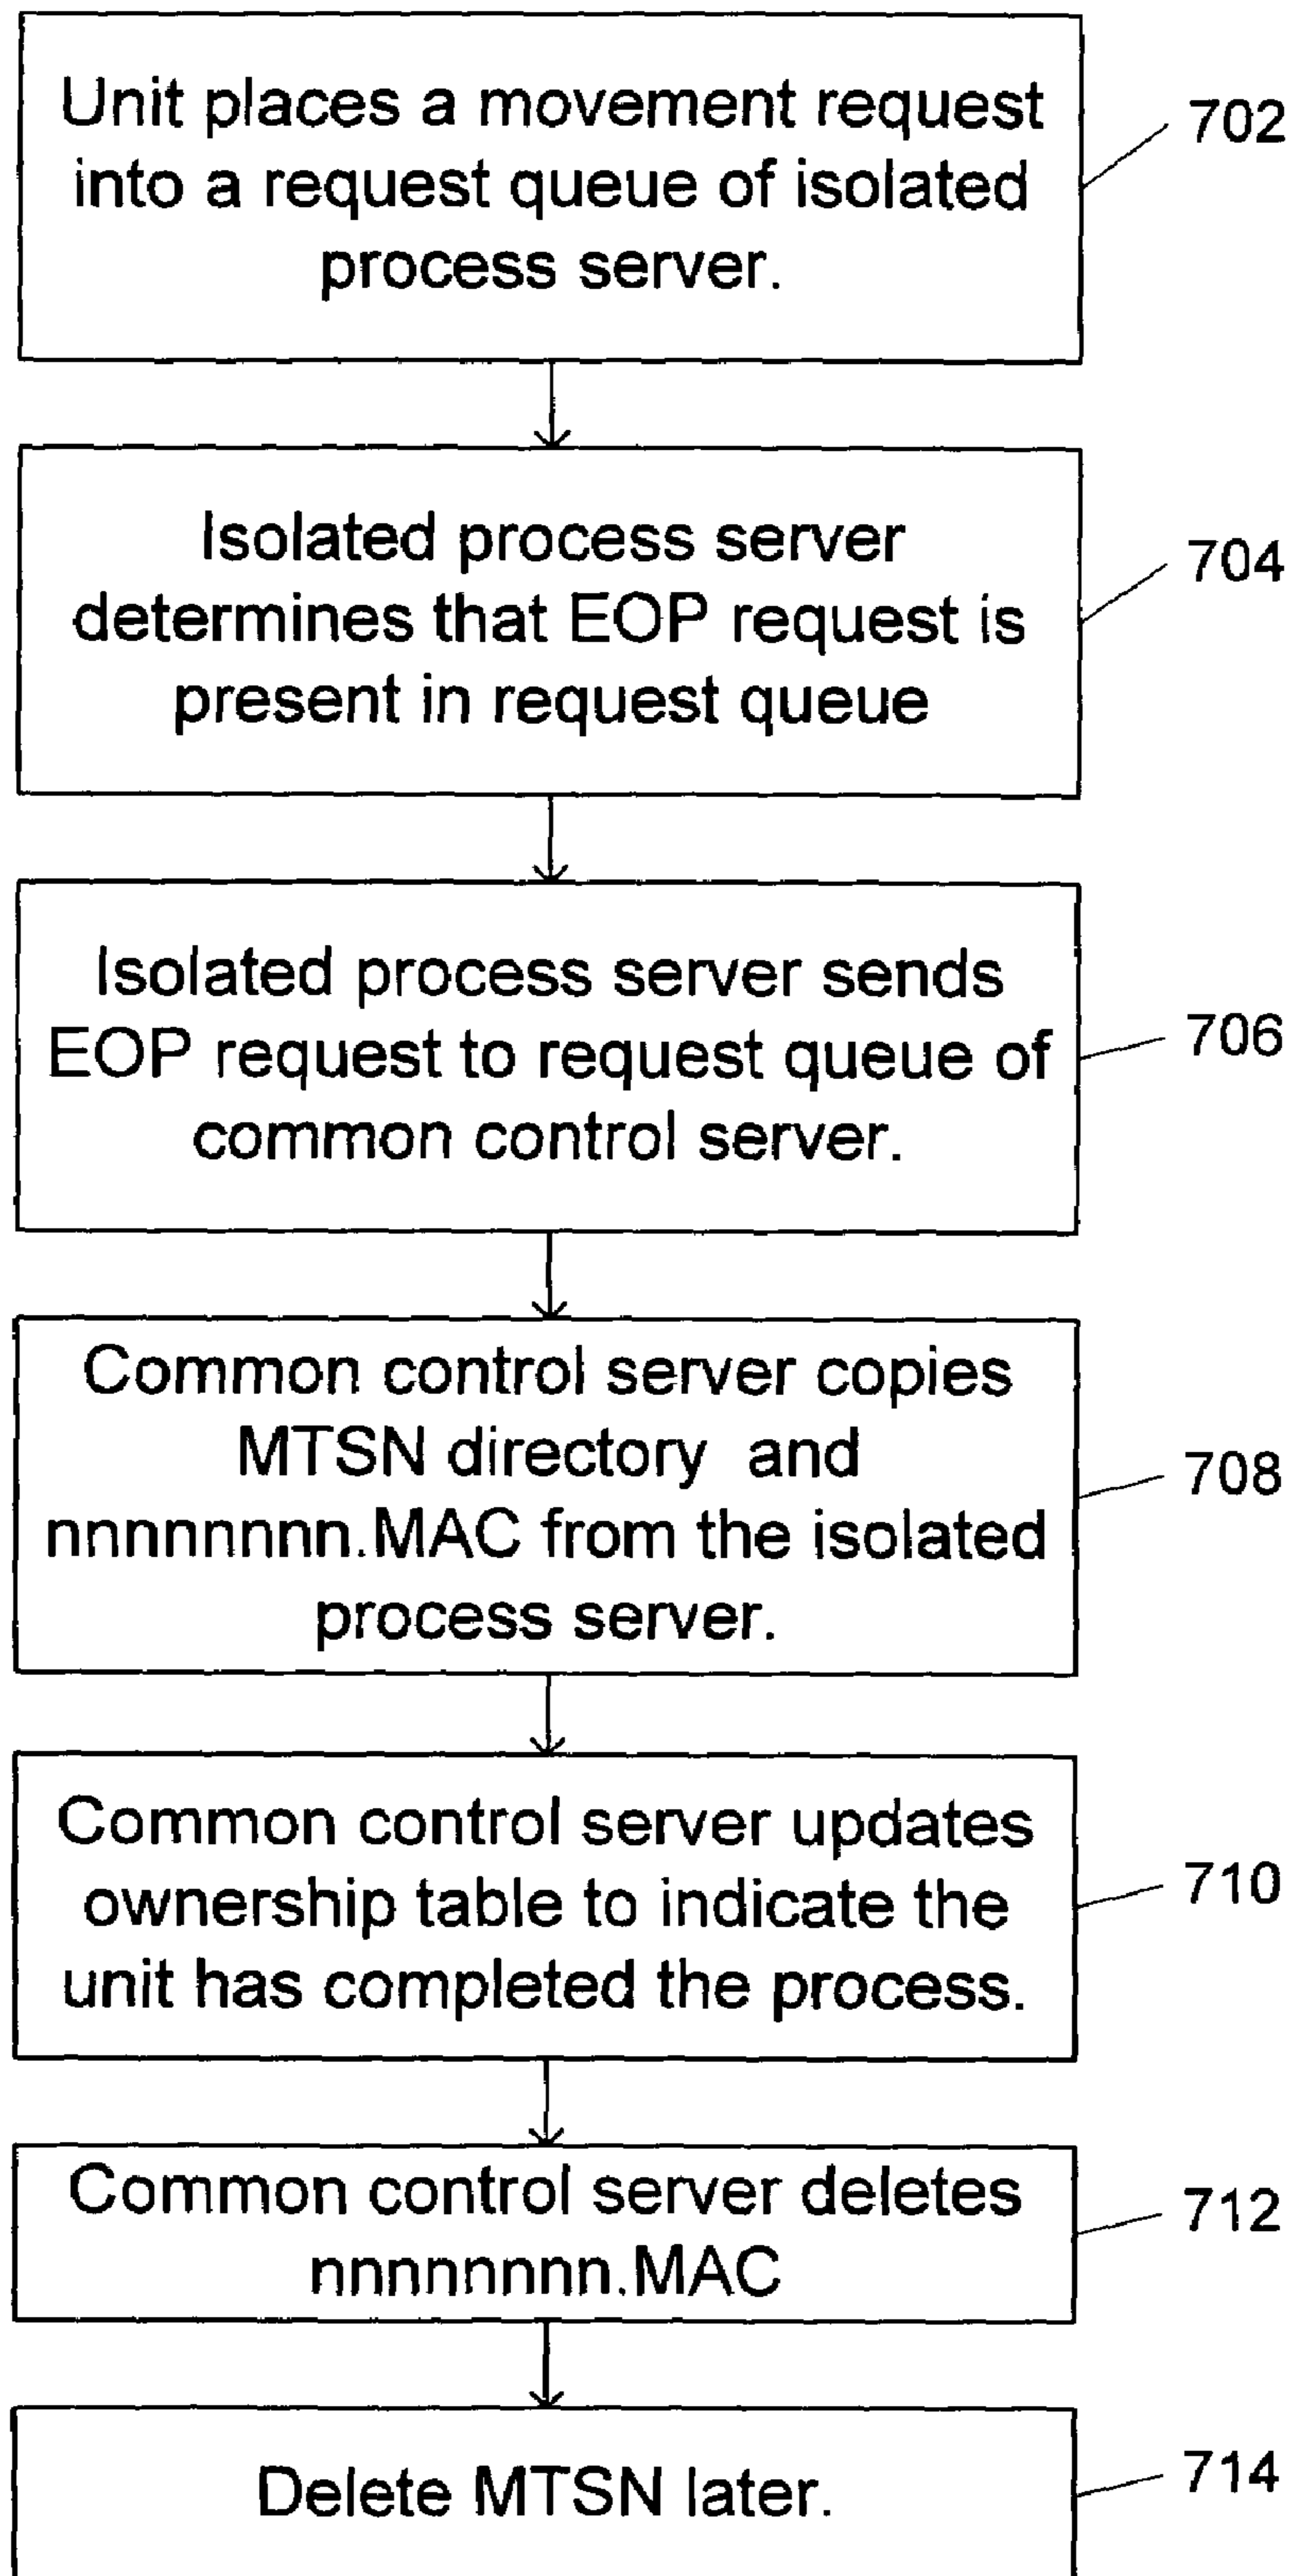 Unit places a movement request
into a request queue of isolated
process server.
702
Isolated process server
determines that EOP request is
present in request queue
704
Isolated process server sends
EOP request to request queue of
common control server.
706
Common control server copies
MTSN directory and
nnnnnnnn.MAC from the isolated
process server.
708
Common control server updates
ownership table to indicate the
unit has completed the process.
710
Common control server deletes
nnnnnnnn.MAC
712
Delete MTSN later.
714